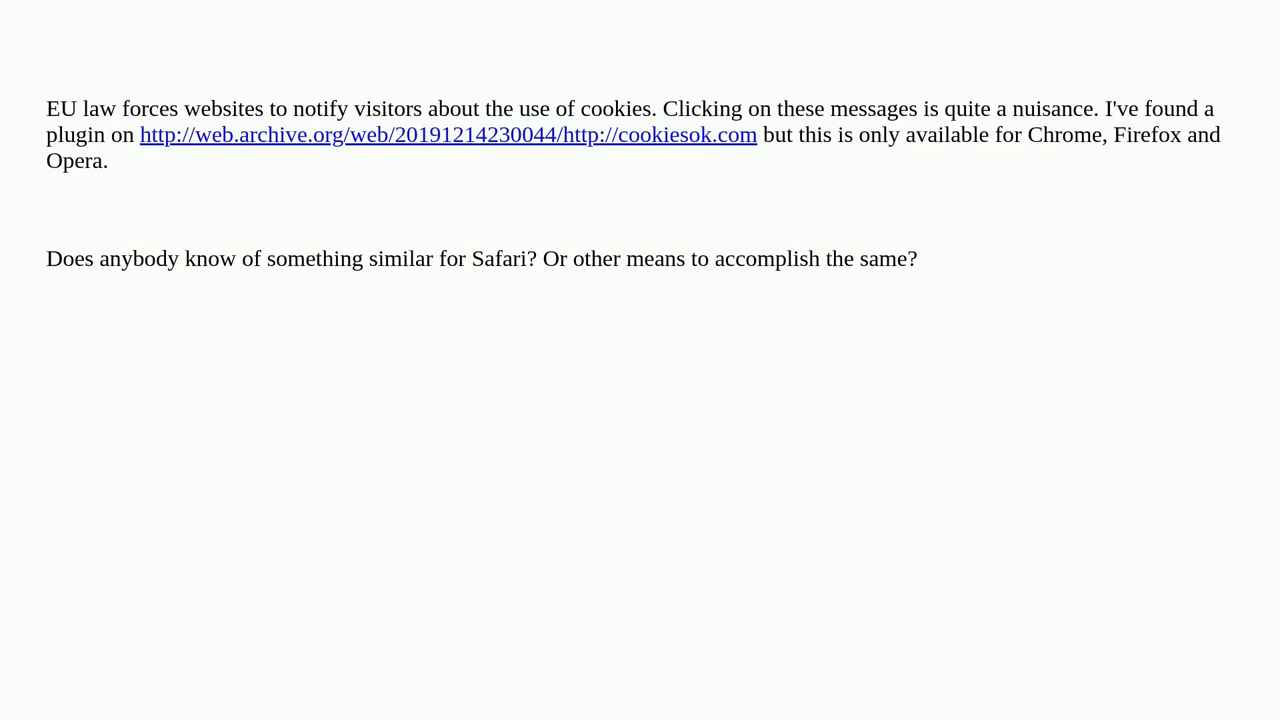 EU law forces websites to notify visitors about the use of cookies. Clicking on these messages is quite a nuisance. I've found a
plugin on http://web.archive.org/web/20191214230044/http://cookiesok.com but this is only available for Chrome, Firefox and
Opera.
Does anybody know of something similar for Safari? Or other means to accomplish the same?